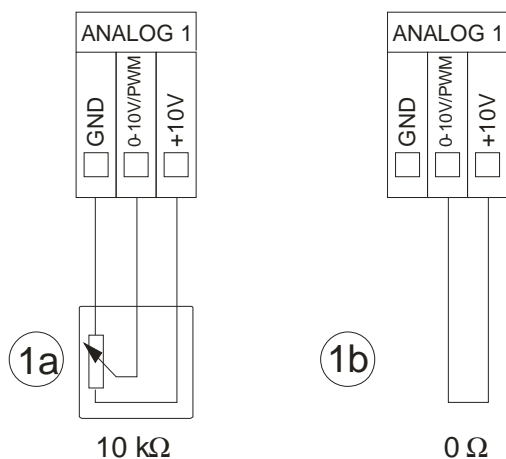 ANALOG 1
GND
0-10V/PWM
+10V
1a
10 kΩ
ANALOG 1
GND
0-10V/PWM
+10V
1b
0 Ω